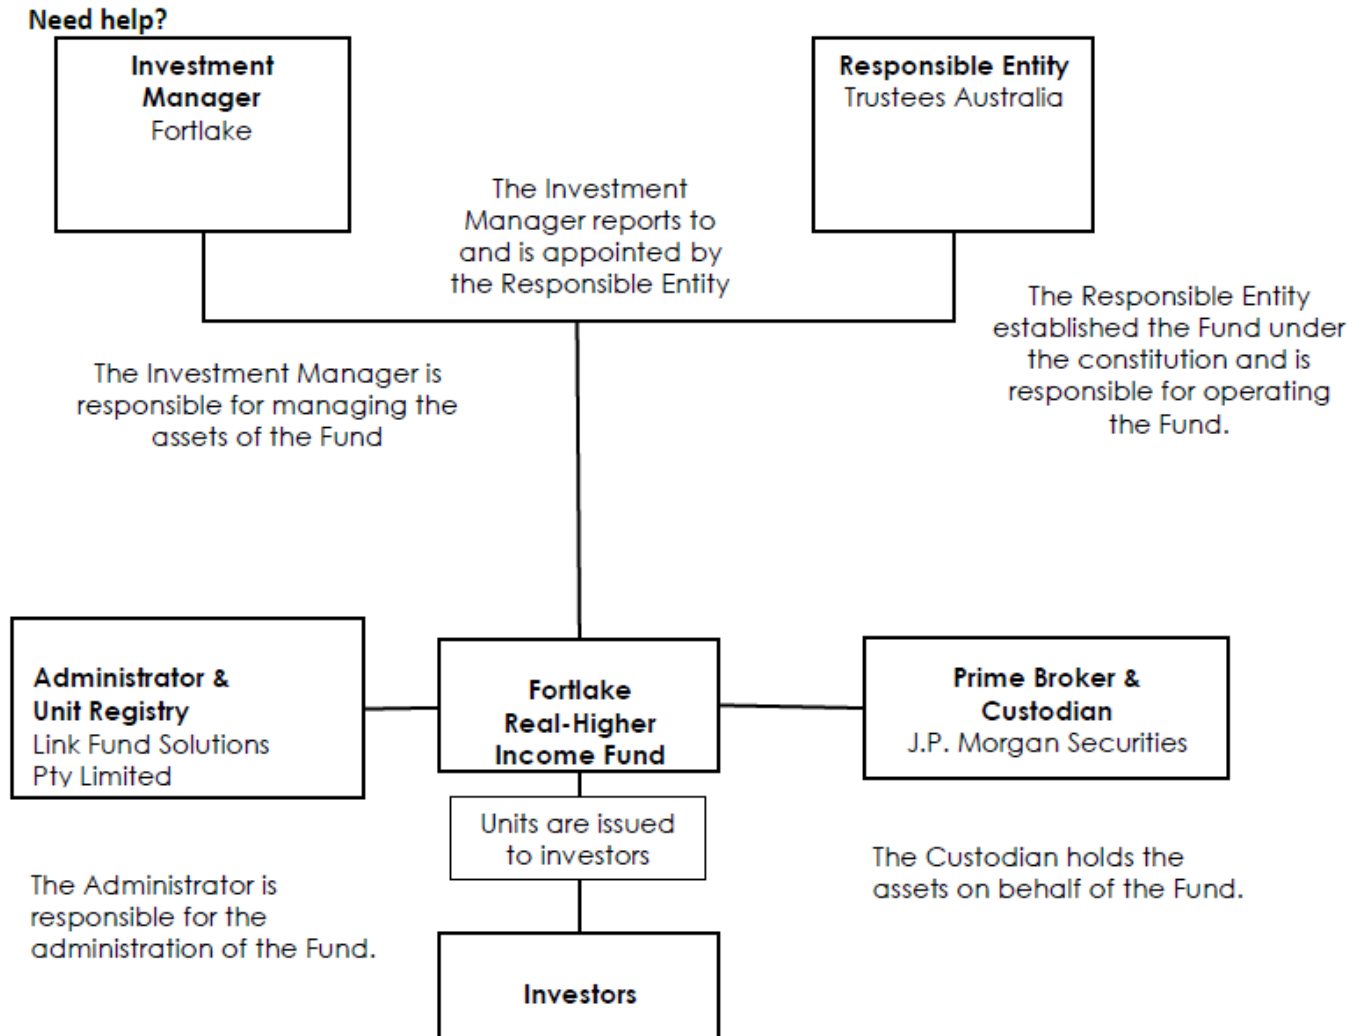 Need help?
Investment
Manager
Fortlake
Responsible Entity
Trustees Australia
The Investment
Manager reports to
and is appointed by
the Responsible Entity
The Responsible Entity
established the Fund under
the constitution and is
responsible for operating
the Fund.
The Investment Manager is
responsible for managing the
assets of the Fund
Administrator &
Unit Registry
Link Fund Solutions
Pty Limited
Fortlake
Real-Higher
Income Fund
Prime Broker &
Custodian
J.P. Morgan Securities
Units are issued
to investors
The Administrator is
responsible for the
administration of the Fund.
The Custodian holds the
assets on behalf of the Fund.
Investors